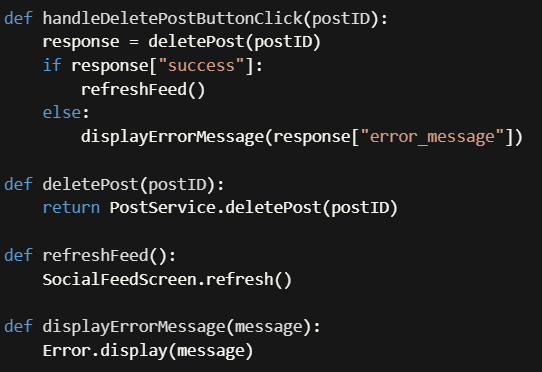 def handleDeletePostButtonClick(postID):
    response = deletePost(postID)
    if response["success"]:
        refreshFeed()
    else:
        displayErrorMessage(response["error_message"])

def deletePost(postID):
    return PostService.deletePost(postID)

def refreshFeed():
    SocialFeedScreen.refresh()

def displayErrorMessage(message):
    Error.display(message)